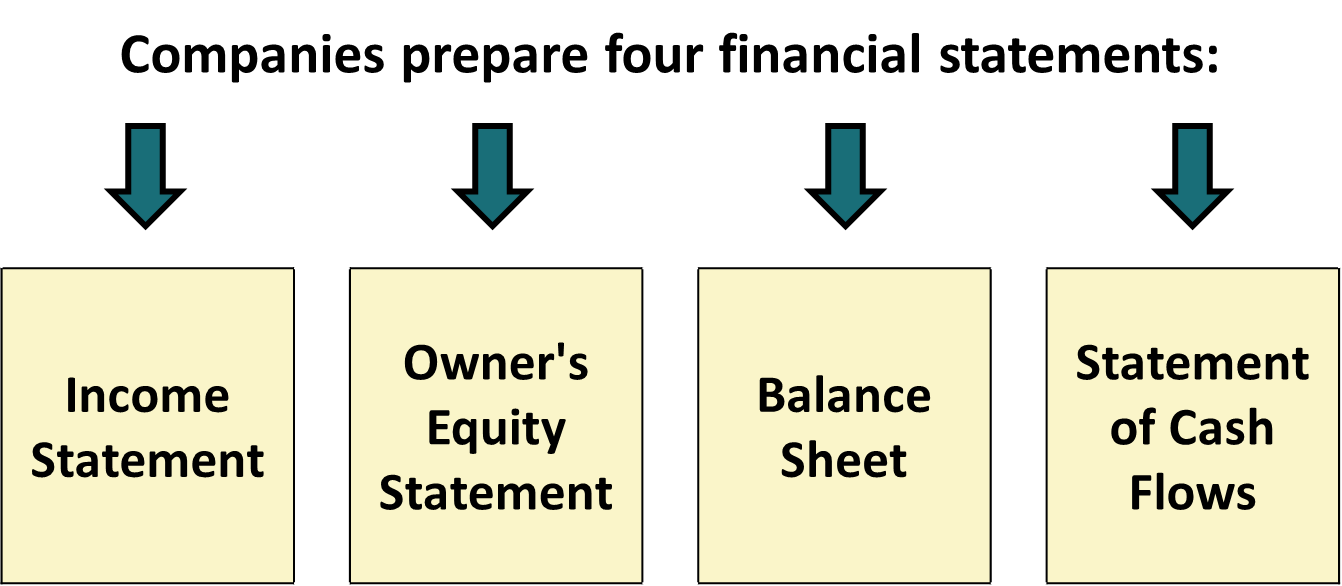 Companies prepare four financial statements:
Income
Statement
Owner's
Equity
Statement
Balance
Sheet
Statement
of Cash
Flows